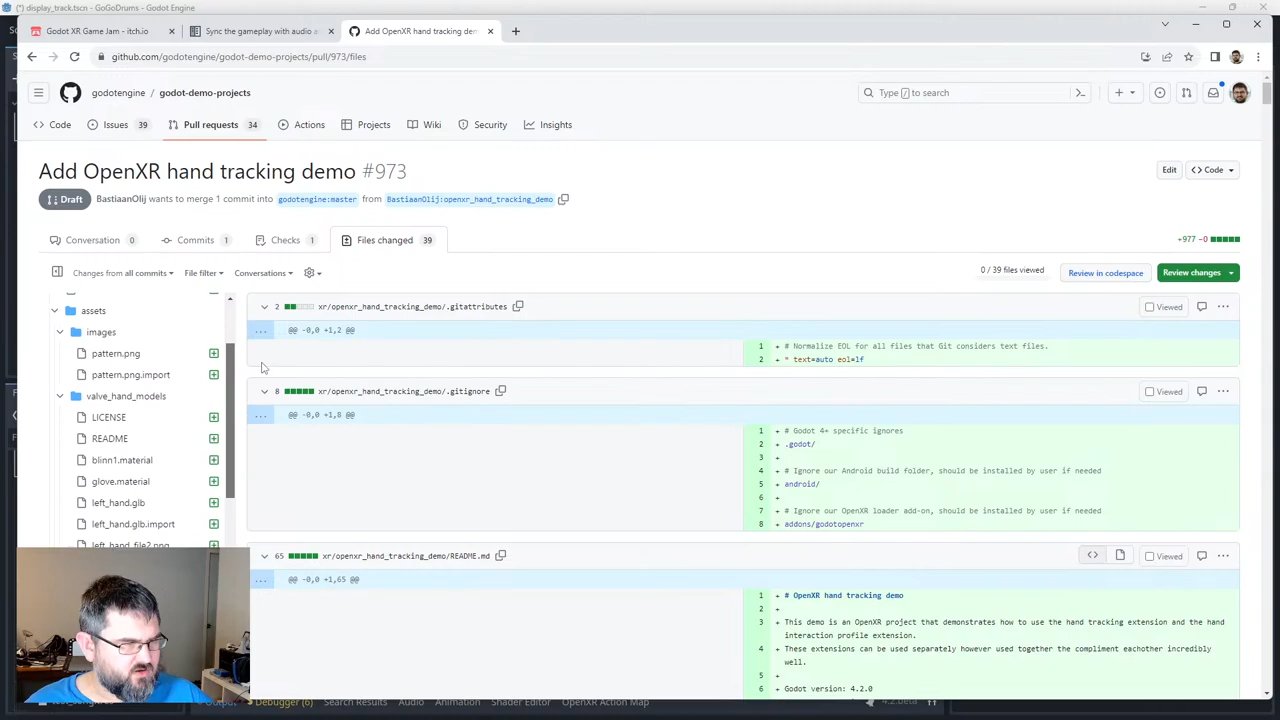 (*) display_track.tscn - GoGoDrums - Godot Engine
Godot XR Game Jam - itch.io
Sync the gameplay with audio a
Add OpenXR hand tracking dem
github.com/godotengine/godot-demo-projects/pull/973/files
godotengine / godot-demo-projects
Type / to search
Code
Issues 39
Pull requests 34
Actions
Projects
Wiki
Security
Insights
Add OpenXR hand tracking demo #973
Edit
<> Code
Draft
BastiaanOlij wants to merge 1 commit into godotengine:master from BastiaanOlij:openxr_hand_tracking_demo
Conversation 0
Commits 1
Checks 1
Files changed 39
+977 −0
Changes from all commits
File filter
Conversations
0 / 39 files viewed
Review in codespace
Review changes
assets
images
pattern.png
pattern.png.import
valve_hand_models
LICENSE
README
blinn1.material
glove.material
left_hand.glb
left_hand.glb.import
left_hand_file2.png
2 xr/openxr_hand_tracking_demo/.gitattributes
Viewed
... @@ -0,0 +1,2 @@
1 + # Normalize EOL for all files that Git considers text files.
2 + * text=auto eol=lf
8 xr/openxr_hand_tracking_demo/.gitignore
Viewed
... @@ -0,0 +1,8 @@
1 + # Godot 4+ specific ignores
2 + .godot/
3 +
4 + # Ignore our Android build folder, should be installed by user if needed
5 + android/
6 +
7 + # Ignore our OpenXR loader add-on, should be installed by user if needed
8 + addons/godotopenxr
65 xr/openxr_hand_tracking_demo/README.md
Viewed
... @@ -0,0 +1,65 @@
1 + # OpenXR hand tracking demo
2 +
3 + This demo is an OpenXR project that demonstrates how to use the hand tracking extension and the hand
interaction profile extension.
4 + These extensions can be used separately however used together the compliment eachother incredibly
well.
5 +
6 + Godot version: 4.2.0
Output
Debugger (6)
Search Results
Audio
Animation
Shader Editor
OpenXR Action Map
4.2.beta